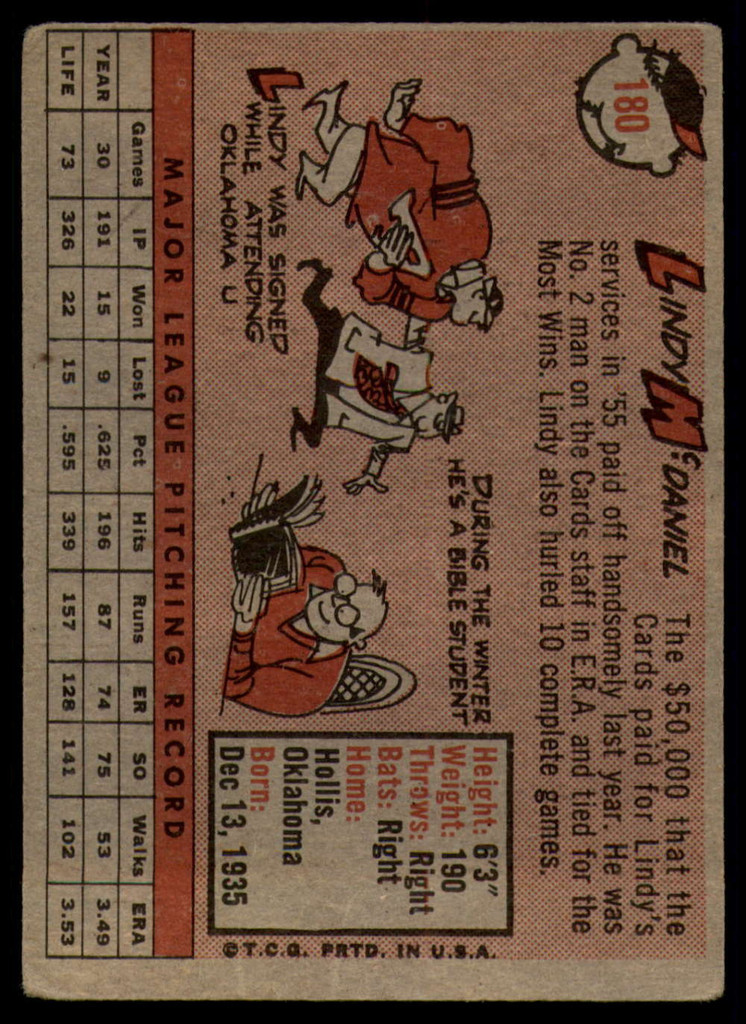 180
LINDY McDANIEL
The $50,000 that the
Cards paid for Lindy's
services in '55 paid off handsomely last year. He was
No. 2 man on the Cards staff in E.R.A. and tied for the
Most Wins. Lindy also hurled 10 complete games.
LINDY WAS SIGNED
WHILE ATTENDING
OKLAHOMA U
DURING THE WINTER
HE'S A BIBLE STUDENT
Height: 6'3"
Weight: 190
Throws: Right
Bats: Right
Home:
Hollis,
Oklahoma
Born:
Dec 13, 1935
©T.C.G. PRTD. IN U.S.A.
MAJOR LEAGUE PITCHING RECORD
Games IP Won Lost Pct Hits Runs ER SO Walks ERA
YEAR 30 191 15 9 .625 196 87 74 75 53 3.49
LIFE 73 326 22 15 .595 339 157 128 141 102 3.53